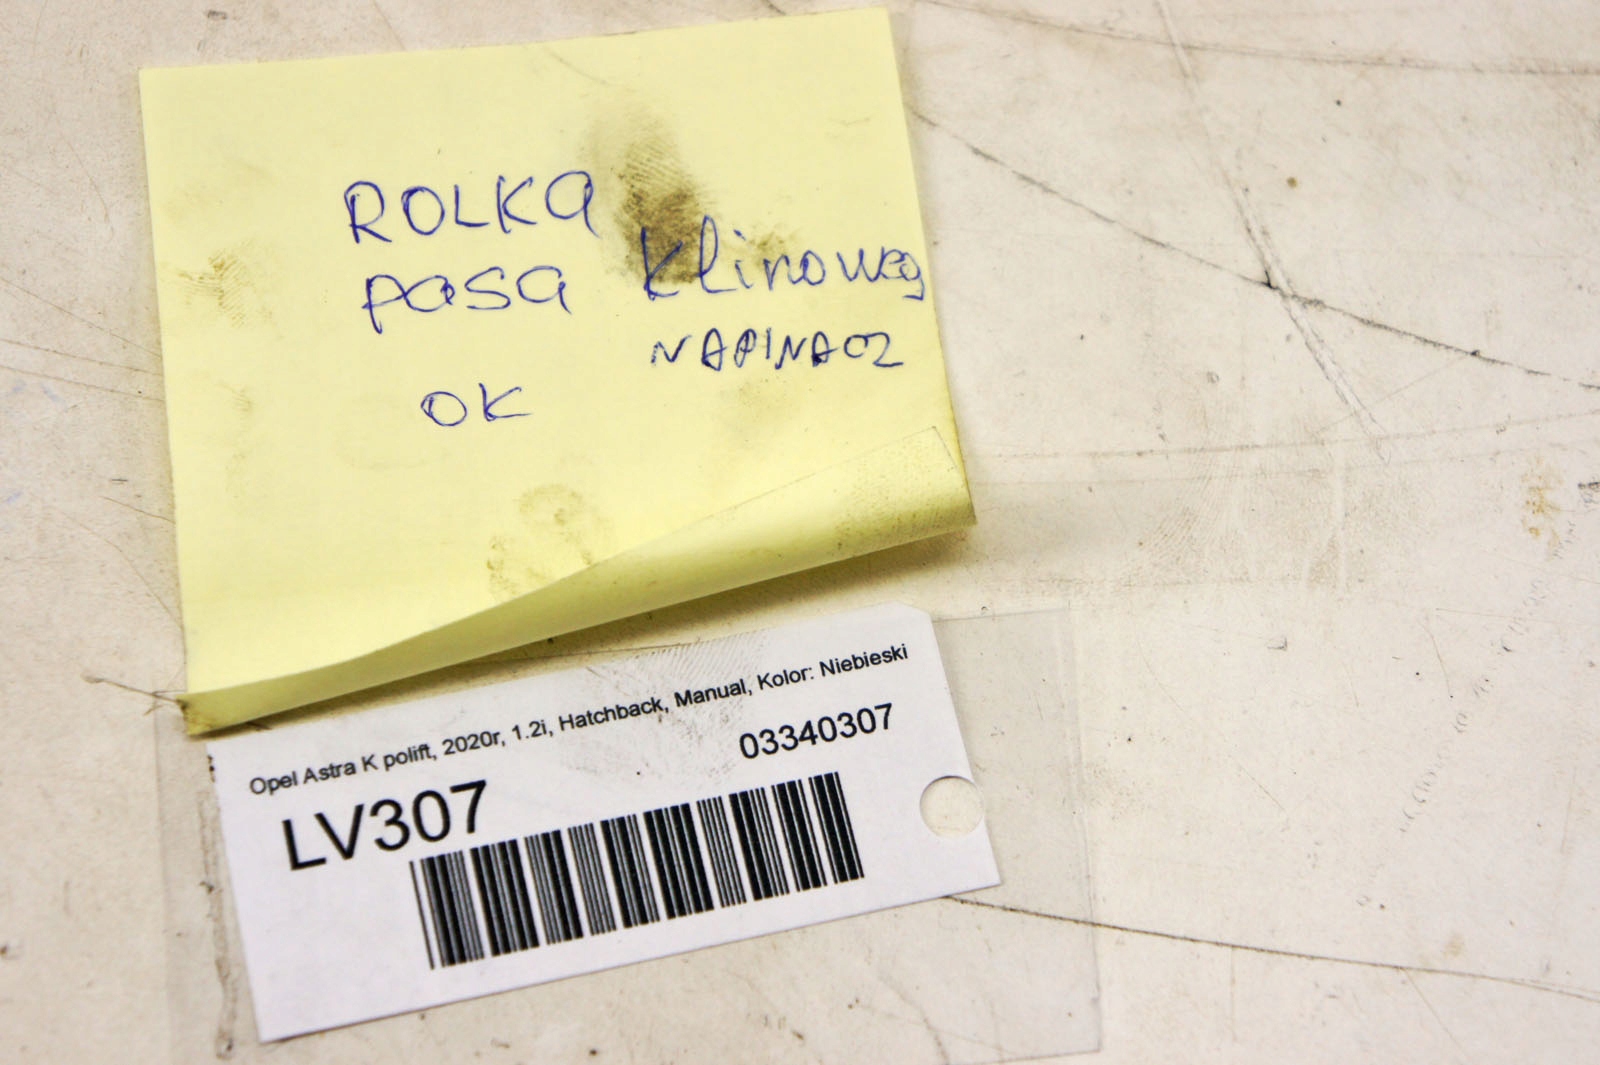 ROLKA
pasa klinoweg
NAPINACZ
OK
Opel Astra K polift, 2020r, 1.2i, Hatchback, Manual, Kolor: Niebieski
03340307
LV307